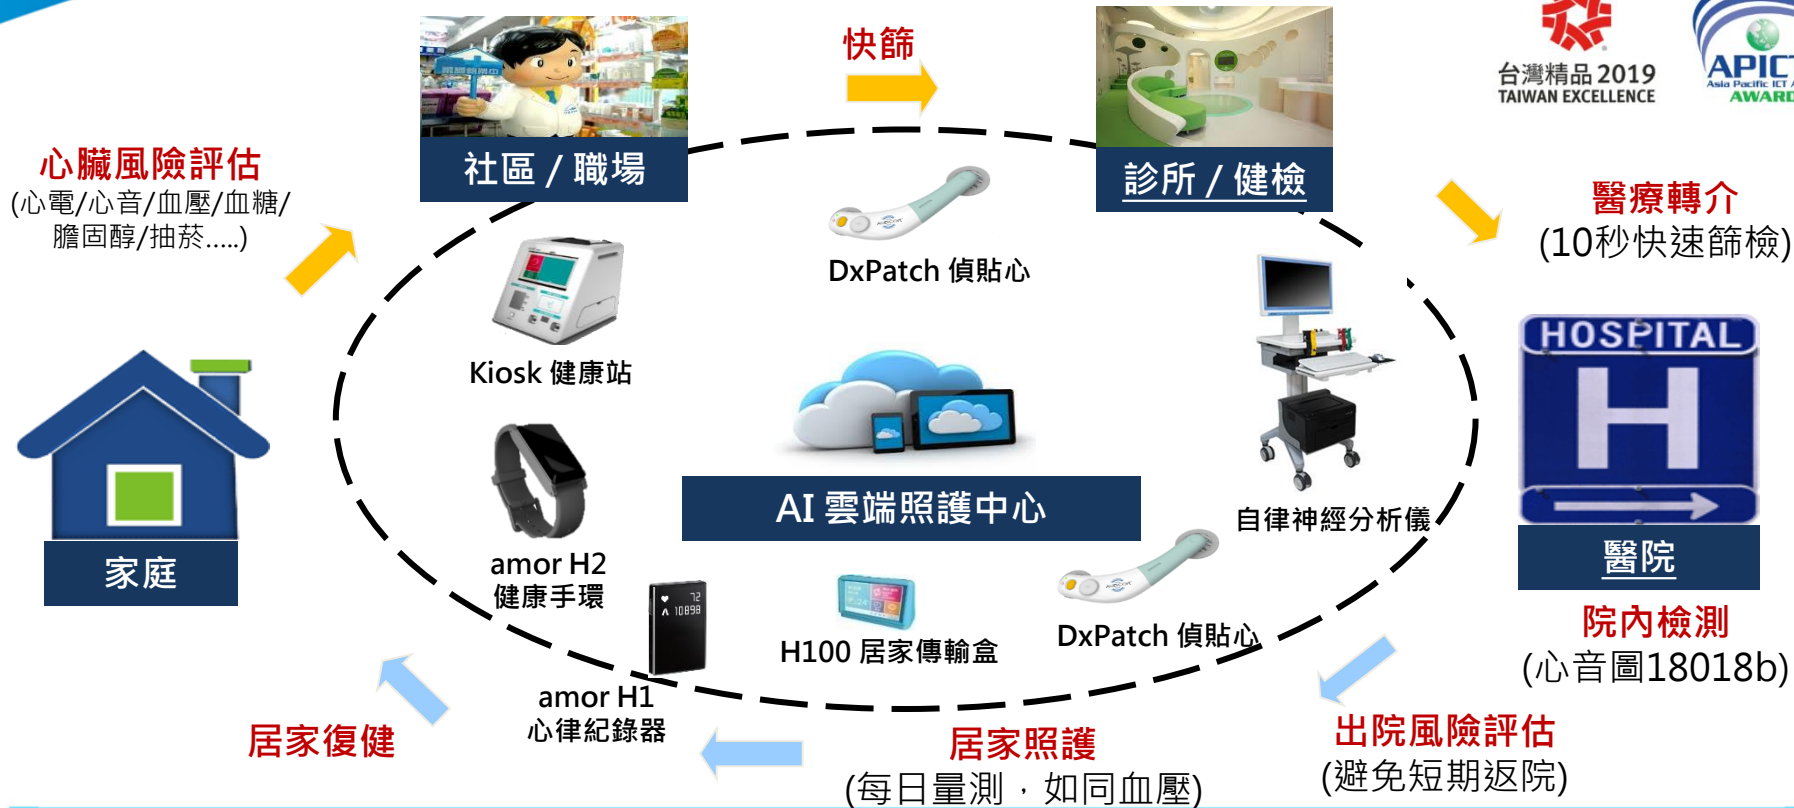 快篩
台灣精品 2019
TAIWAN EXCELLENCE
Asia Pacific ICT
心臟風險評估
(心電/心音/血壓/血糖/
膽固醇/抽菸.....)
社區 / 職場
診所 / 健檢
醫療轉介
(10秒快速篩檢)
DxPatch 偵貼心
Kiosk 健康站
HOSPITAL
H
AI 雲端照護中心
自律神經分析儀
家庭
醫院
amor H2
健康手環
72
10898
H100 居家傳輸盒
DxPatch 偵貼心
院內檢測
(心音圖18018b)
amor H1
心律紀錄器
居家復健
居家照護
(每日量測，如同血壓)
出院風險評估
(避免短期返院)